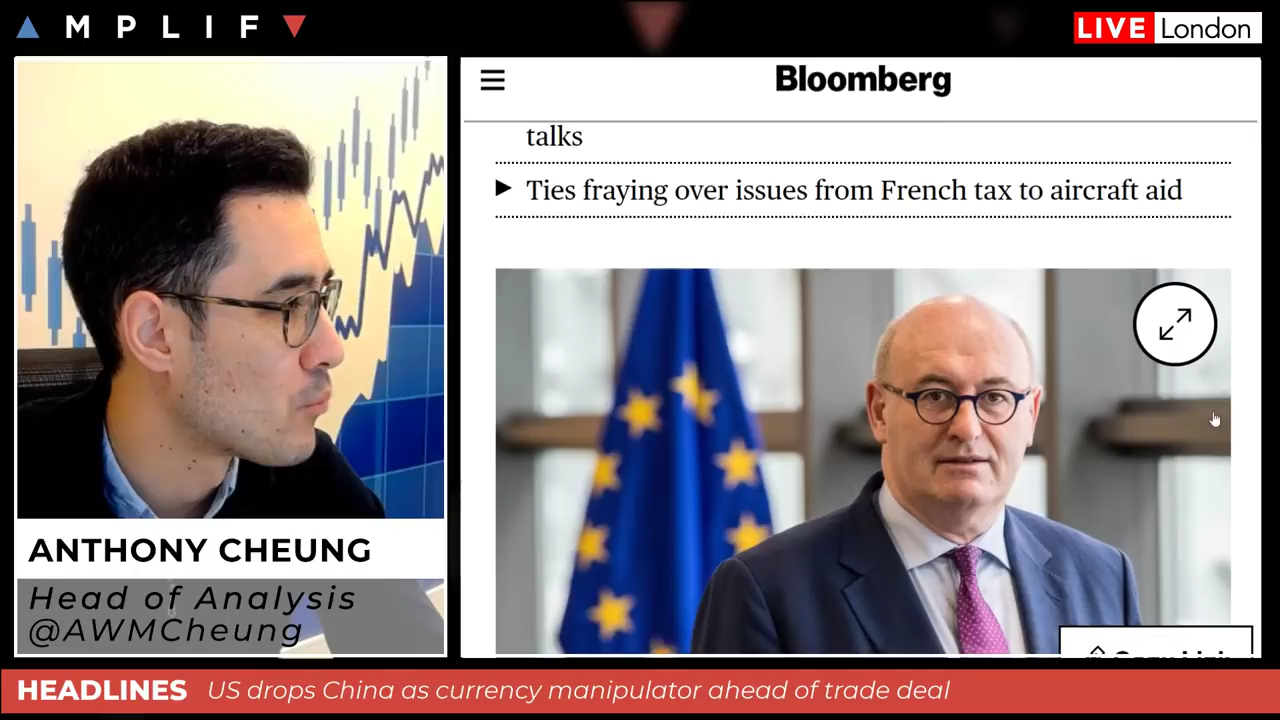 AMPLIFY
LIVE London
Bloomberg
talks
Ties fraying over issues from French tax to aircraft aid
ANTHONY CHEUNG
Head of Analysis
@AWMCheung
HEADLINES US drops China as currency manipulator ahead of trade deal